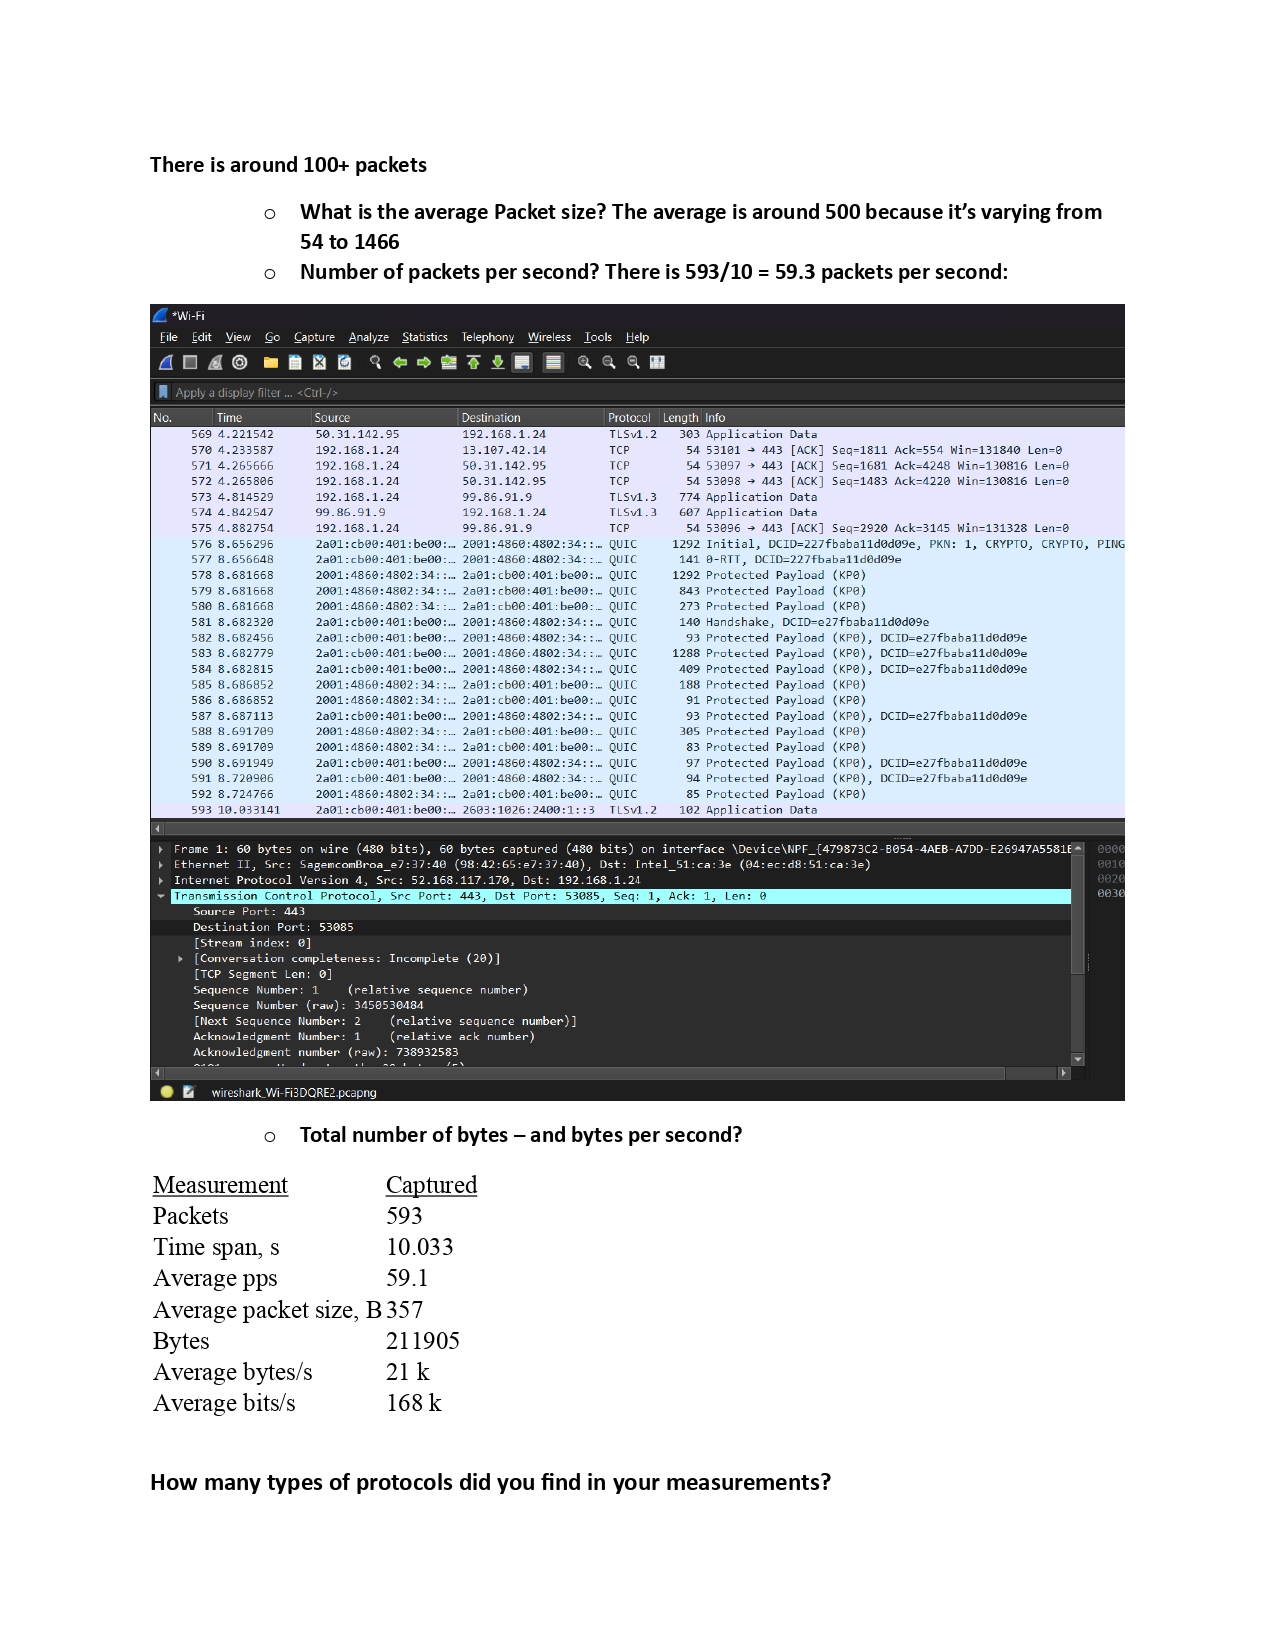 There is around 100+ packets
o What is the average Packet size? The average is around 500 because it’s varying from
54 to 1466
o Number of packets per second? There is 593/10 = 59.3 packets per second:
*Wi-Fi
File Edit View Go Capture Analyze Statistics Telephony Wireless Tools Help
Apply a display filter ... <Ctrl-/>
No. Time Source Destination Protocol Length Info
569 4.221542 50.31.142.95 192.168.1.24 TLSv1.2 303 Application Data
570 4.233587 192.168.1.24 13.107.42.14 TCP 54 53101 → 443 [ACK] Seq=1811 Ack=554 Win=131840 Len=0
571 4.265666 192.168.1.24 50.31.142.95 TCP 54 53097 → 443 [ACK] Seq=1681 Ack=4248 Win=130816 Len=0
572 4.265806 192.168.1.24 50.31.142.95 TCP 54 53098 → 443 [ACK] Seq=1483 Ack=4220 Win=130816 Len=0
573 4.814529 192.168.1.24 99.86.91.9 TLSv1.3 774 Application Data
574 4.842547 99.86.91.9 192.168.1.24 TLSv1.3 607 Application Data
575 4.882754 192.168.1.24 99.86.91.9 TCP 54 53096 → 443 [ACK] Seq=2920 Ack=3145 Win=131328 Len=0
576 8.656296 2a01:cb00:401:be00:… 2001:4860:4802:34::… QUIC 1292 Initial, DCID=227fbaba11d0d09e, PKN: 1, CRYPTO, CRYPTO, PING
577 8.656648 2a01:cb00:401:be00:… 2001:4860:4802:34::… QUIC 141 0-RTT, DCID=227fbaba11d0d09e
578 8.681668 2001:4860:4802:34::… 2a01:cb00:401:be00:… QUIC 1292 Protected Payload (KP0)
579 8.681668 2001:4860:4802:34::… 2a01:cb00:401:be00:… QUIC 843 Protected Payload (KP0)
580 8.681668 2001:4860:4802:34::… 2a01:cb00:401:be00:… QUIC 273 Protected Payload (KP0)
581 8.682320 2a01:cb00:401:be00:… 2001:4860:4802:34::… QUIC 140 Handshake, DCID=e27fbaba11d0d09e
582 8.682456 2a01:cb00:401:be00:… 2001:4860:4802:34::… QUIC 93 Protected Payload (KP0), DCID=e27fbaba11d0d09e
583 8.682779 2a01:cb00:401:be00:… 2001:4860:4802:34::… QUIC 1288 Protected Payload (KP0), DCID=e27fbaba11d0d09e
584 8.682815 2a01:cb00:401:be00:… 2001:4860:4802:34::… QUIC 409 Protected Payload (KP0), DCID=e27fbaba11d0d09e
585 8.686852 2001:4860:4802:34::… 2a01:cb00:401:be00:… QUIC 188 Protected Payload (KP0)
586 8.686852 2001:4860:4802:34::… 2a01:cb00:401:be00:… QUIC 91 Protected Payload (KP0)
587 8.687113 2a01:cb00:401:be00:… 2001:4860:4802:34::… QUIC 93 Protected Payload (KP0), DCID=e27fbaba11d0d09e
588 8.691709 2001:4860:4802:34::… 2a01:cb00:401:be00:… QUIC 305 Protected Payload (KP0)
589 8.691709 2001:4860:4802:34::… 2a01:cb00:401:be00:… QUIC 83 Protected Payload (KP0)
590 8.691949 2a01:cb00:401:be00:… 2001:4860:4802:34::… QUIC 97 Protected Payload (KP0), DCID=e27fbaba11d0d09e
591 8.720906 2a01:cb00:401:be00:… 2001:4860:4802:34::… QUIC 94 Protected Payload (KP0), DCID=e27fbaba11d0d09e
592 8.724766 2001:4860:4802:34::… 2a01:cb00:401:be00:… QUIC 85 Protected Payload (KP0)
593 10.033141 2a01:cb00:401:be00:… 2603:1026:2400:1::3 TLSv1.2 102 Application Data
Frame 1: 60 bytes on wire (480 bits), 60 bytes captured (480 bits) on interface \Device\NPF_{479873C2-B054-4AEB-A7DD-E26947A5581E 0000
Ethernet II, Src: SagemcomBroa_e7:37:40 (98:42:65:e7:37:40), Dst: Intel_51:ca:3e (04:ec:d8:51:ca:3e) 0010
Internet Protocol Version 4, Src: 52.168.117.170, Dst: 192.168.1.24 0020
Transmission Control Protocol, Src Port: 443, Dst Port: 53085, Seq: 1, Ack: 1, Len: 0 0030
Source Port: 443
Destination Port: 53085
[Stream index: 0]
[Conversation completeness: Incomplete (20)]
[TCP Segment Len: 0]
Sequence Number: 1 (relative sequence number)
Sequence Number (raw): 3450530484
[Next Sequence Number: 2 (relative sequence number)]
Acknowledgment Number: 1 (relative ack number)
Acknowledgment number (raw): 738932583
wireshark_Wi-Fi3DQRE2.pcapng
o Total number of bytes – and bytes per second?
Measurement Captured
Packets 593
Time span, s 10.033
Average pps 59.1
Average packet size, B 357
Bytes 211905
Average bytes/s 21 k
Average bits/s 168 k
How many types of protocols did you find in your measurements?